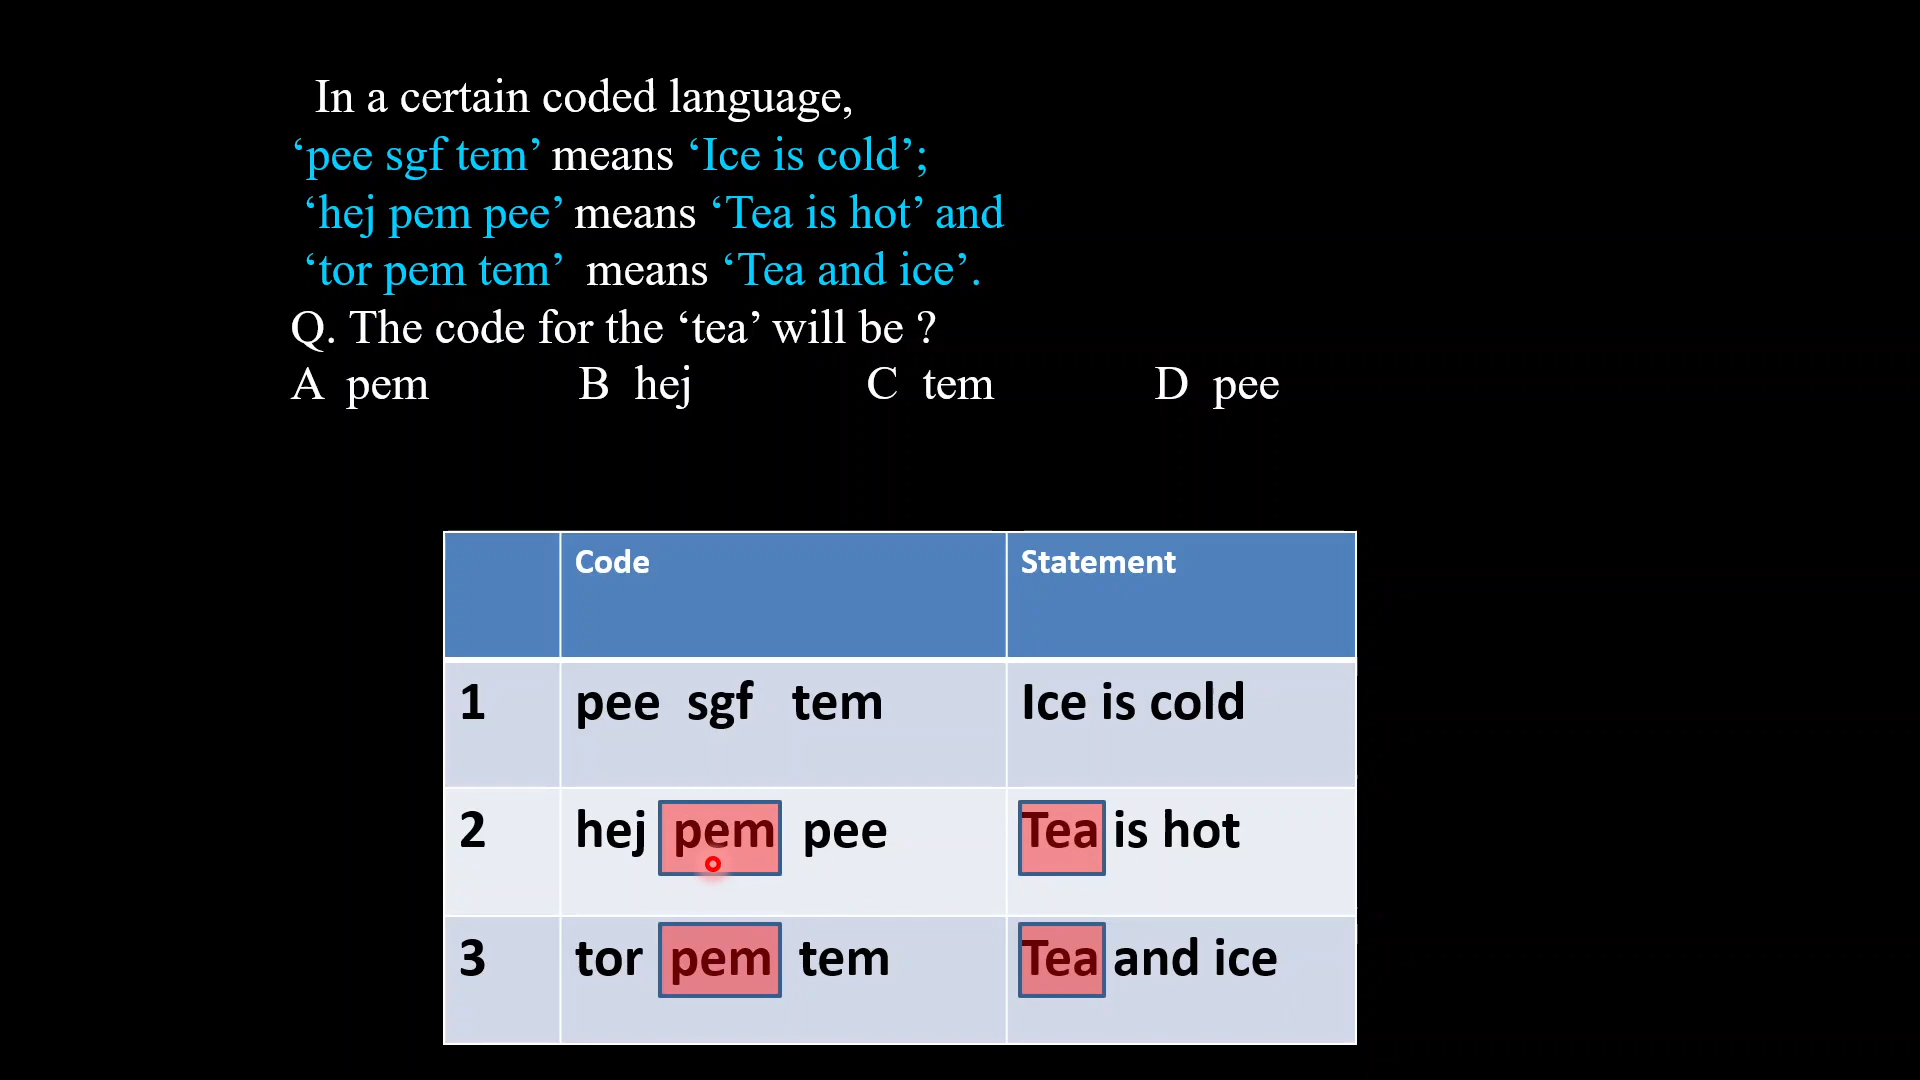 In a certain coded language,
‘pee sgf tem’ means ‘Ice is cold’;
‘hej pem pee’ means ‘Tea is hot’ and
‘tor pem tem’ means ‘Tea and ice’.
Q. The code for the ‘tea’ will be ?
A pem B hej C tem D pee
Code Statement
1 pee sgf tem Ice is cold
2 hej pem pee Tea is hot
3 tor pem tem Tea and ice